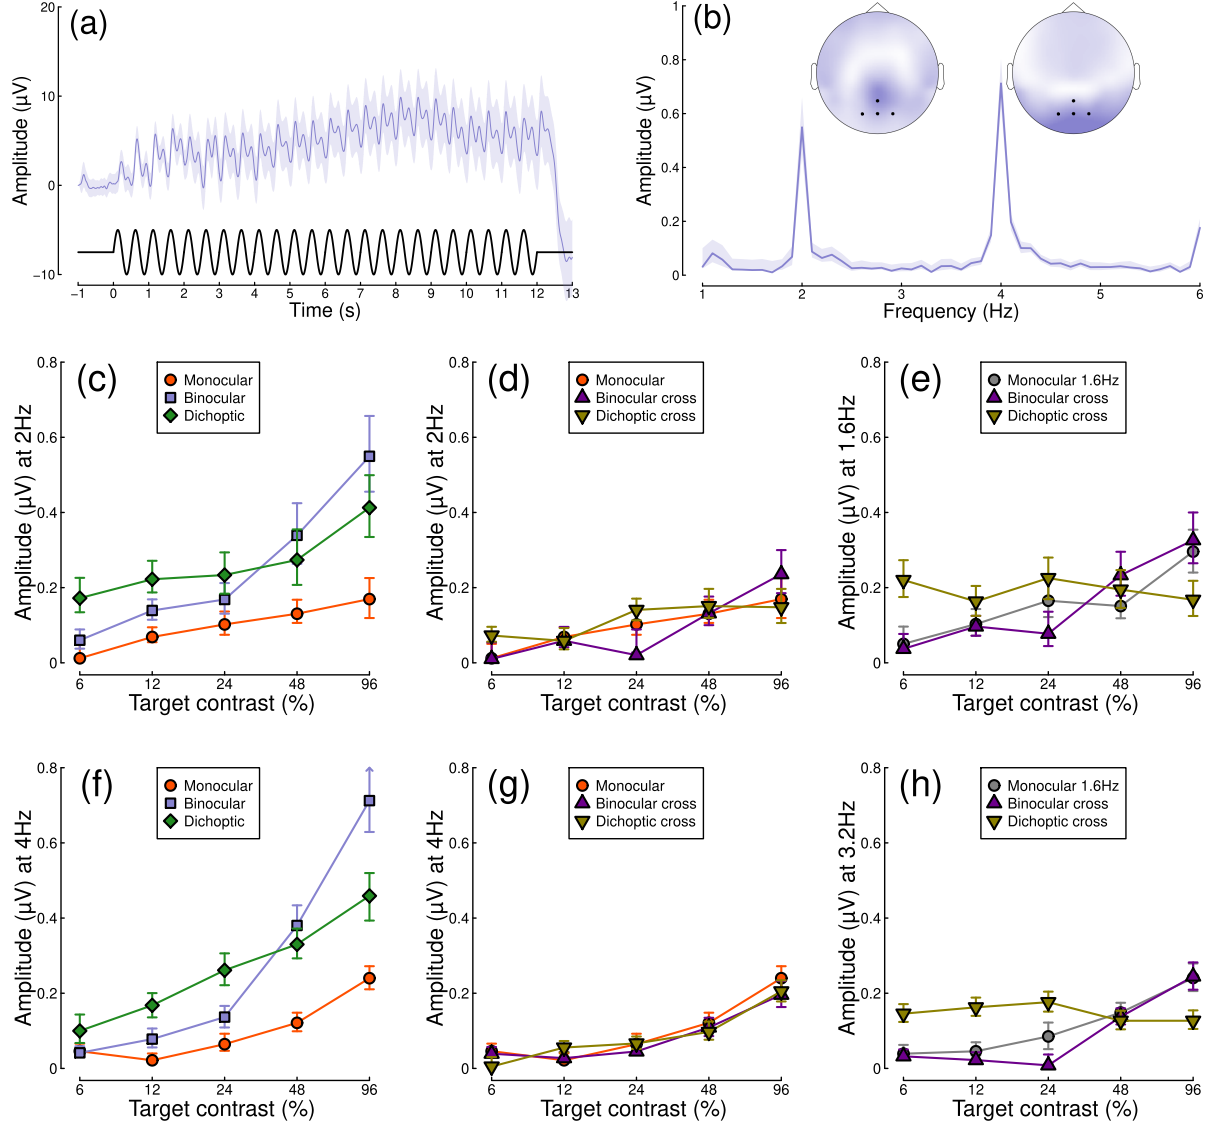 (a)
Amplitude (µV)
20
10
0
−10
−1 0 1 2 3 4 5 6 7 8 9 10 11 12 13
Time (s)
(b)
Amplitude (µV)
1
0.8
0.6
0.4
0.2
0
1 2 3 4 5 6
Frequency (Hz)
(c)
Monocular
Binocular
Dichoptic
Amplitude (µV) at 2Hz
0.8
0.6
0.4
0.2
0
6 12 24 48 96
Target contrast (%)
(d)
Monocular
Binocular cross
Dichoptic cross
Amplitude (µV) at 2Hz
0.8
0.6
0.4
0.2
0
6 12 24 48 96
Target contrast (%)
(e)
Monocular 1.6Hz
Binocular cross
Dichoptic cross
Amplitude (µV) at 1.6Hz
0.8
0.6
0.4
0.2
0
6 12 24 48 96
Target contrast (%)
(f)
Monocular
Binocular
Dichoptic
Amplitude (µV) at 4Hz
0.8
0.6
0.4
0.2
0
6 12 24 48 96
Target contrast (%)
(g)
Monocular
Binocular cross
Dichoptic cross
Amplitude (µV) at 4Hz
0.8
0.6
0.4
0.2
0
6 12 24 48 96
Target contrast (%)
(h)
Monocular 1.6Hz
Binocular cross
Dichoptic cross
Amplitude (µV) at 3.2Hz
0.8
0.6
0.4
0.2
0
6 12 24 48 96
Target contrast (%)